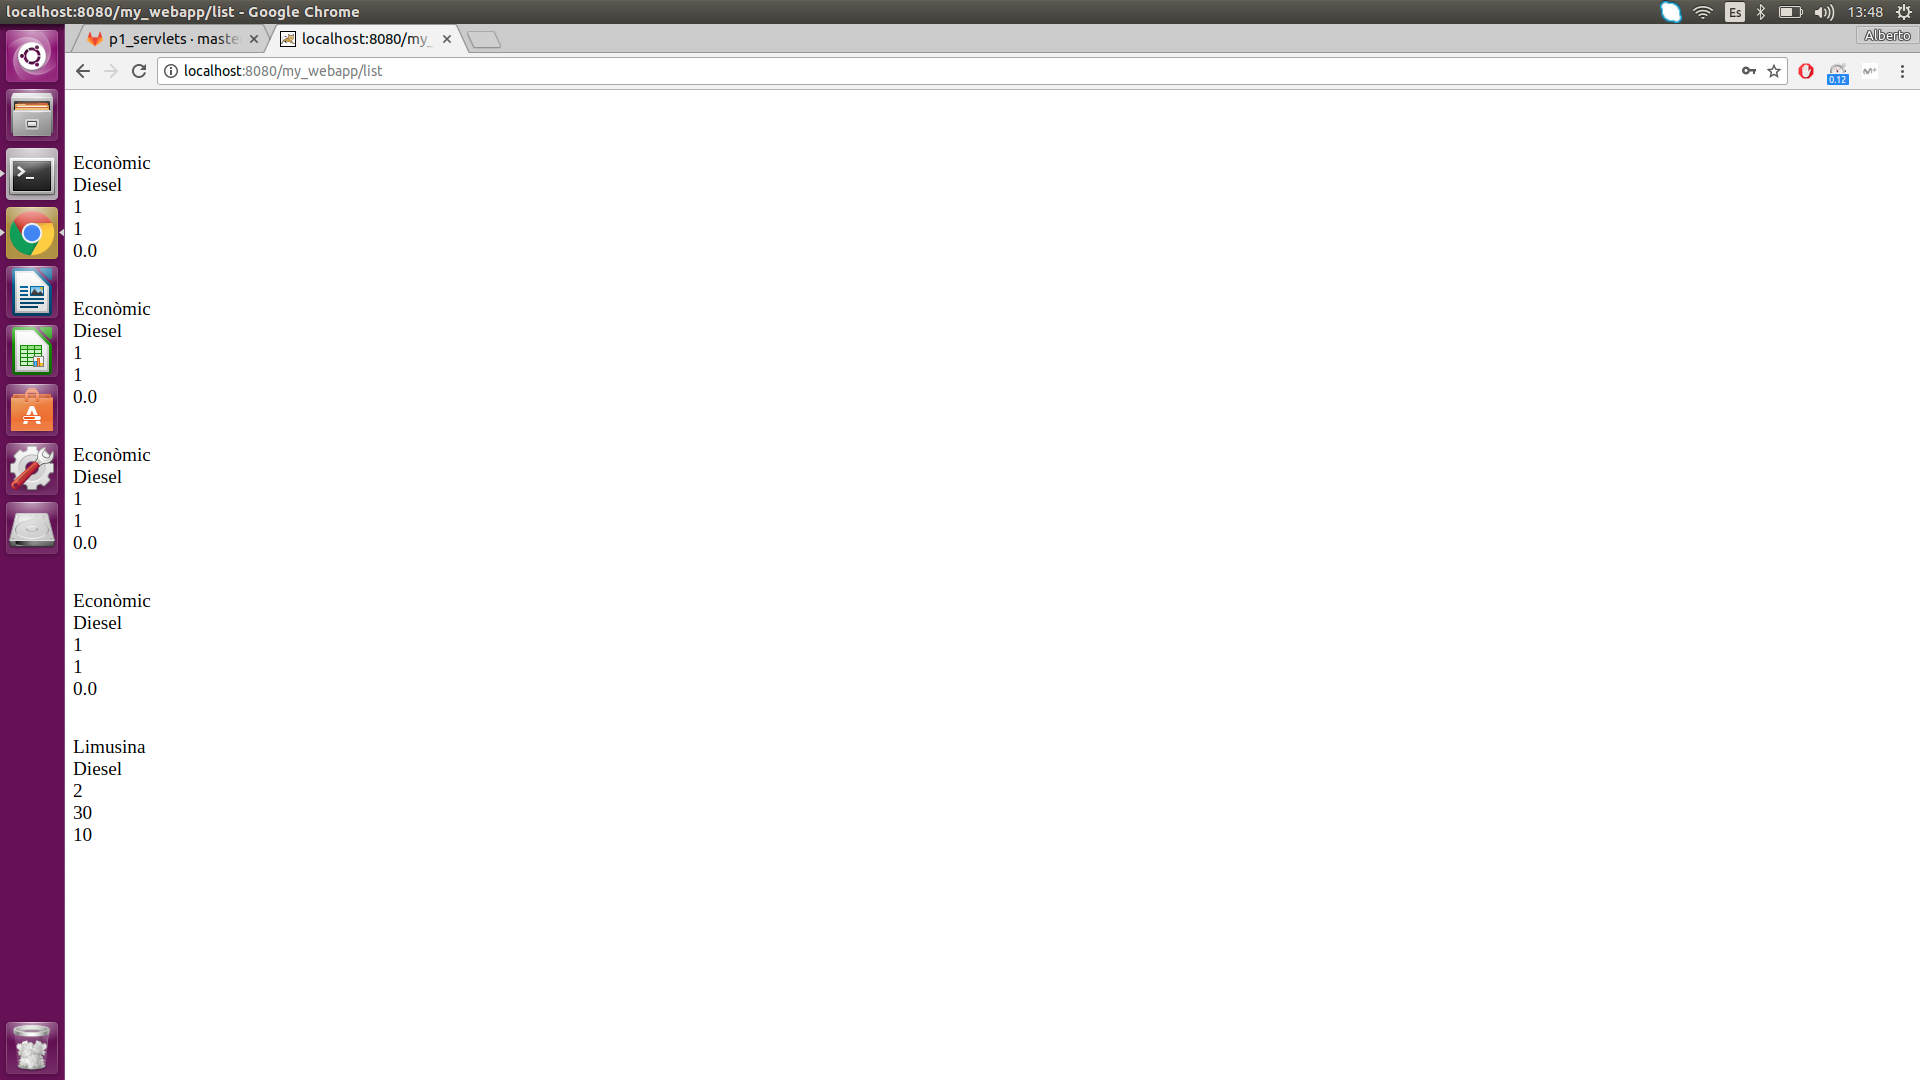 localhost:8080/my_webapp/list - Google Chrome
Es
13:48
p1_servlets · maste
localhost:8080/my_
Alberto
localhost:8080/my_webapp/list
0.12
Econòmic
Diesel
1
1
0.0
Econòmic
Diesel
1
1
0.0
Econòmic
Diesel
1
1
0.0
Econòmic
Diesel
1
1
0.0
Limusina
Diesel
2
30
10